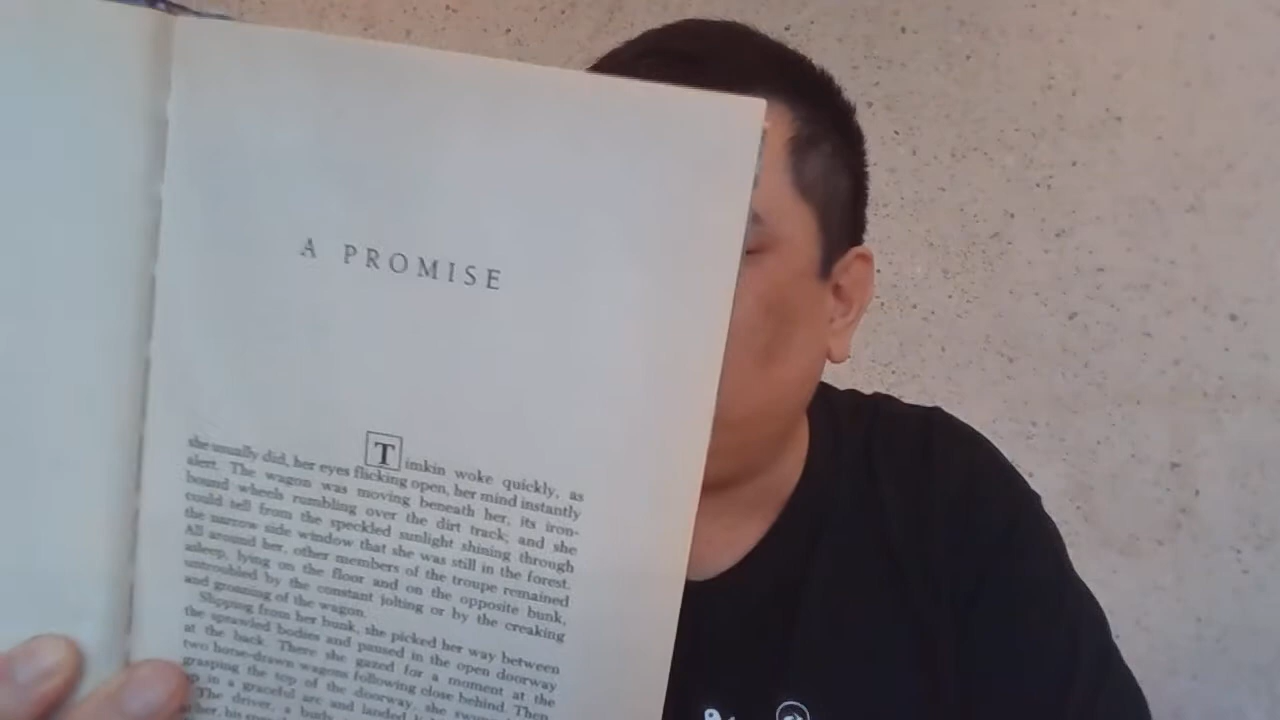 A PROMISE
Timkin woke quickly, as
she usually did, her eyes flicking open, her mind instantly
alert. The wagon was moving beneath her, its iron-
bound wheels rumbling over the dirt track; and she
could tell from the speckled sunlight shining through
the narrow side window that she was still in the forest.
All around her, other members of the troupe remained
asleep, lying on the floor and on the opposite bunk,
untroubled by the constant jolting or by the creaking
and groaning of the wagon.
Slipping from her bunk, she picked her way between
the sprawled bodies and paused in the open doorway
at the back. There she gazed for a moment at the
two horse-drawn wagons following close behind. Then
grasping the top of the doorway, she
up in a graceful arc and landed
The driver, a
her, his